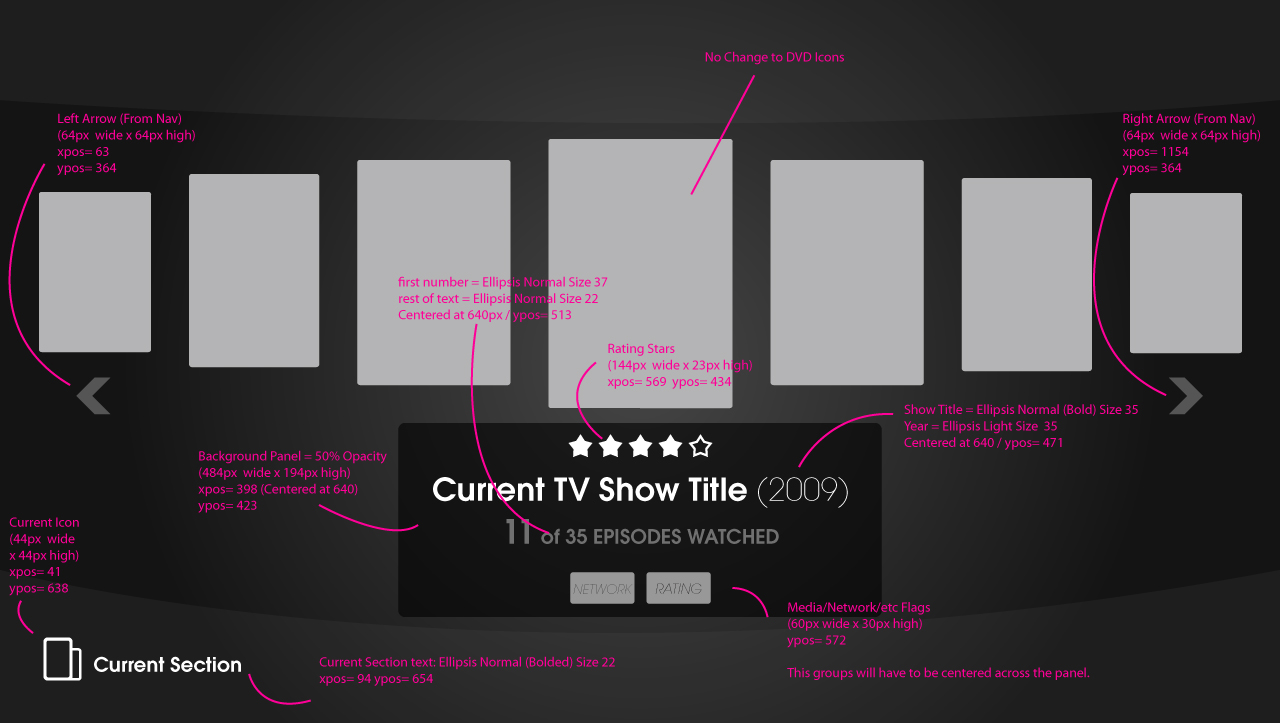 No Change to DVD Icons
Left Arrow (From Nav)
(64px wide x 64px high)
xpos= 63
ypos= 364
Right Arrow (From Nav)
(64px wide x 64px high)
xpos= 1154
ypos= 364
first number = Ellipsis Normal Size 37
rest of text = Ellipsis Normal Size 22
Centered at 640px / ypos= 513
Rating Stars
(144px wide x 23px high)
xpos= 569 ypos= 434
Show Title = Ellipsis Normal (Bold) Size 35
Year = Ellipsis Light Size 35
Centered at 640 / ypos= 471
Background Panel = 50% Opacity
(484px wide x 194px high)
xpos= 398 (Centered at 640)
ypos= 423
Current TV Show Title (2009)
11 of 35 EPISODES WATCHED
NETWORK RATING
Current Icon
(44px wide
x 44px high)
xpos= 41
ypos= 638
Media/Network/etc Flags
(60px wide x 30px high)
ypos= 572
This groups will have to be centered across the panel.
Current Section
Current Section text: Ellipsis Normal (Bolded) Size 22
xpos= 94 ypos= 654